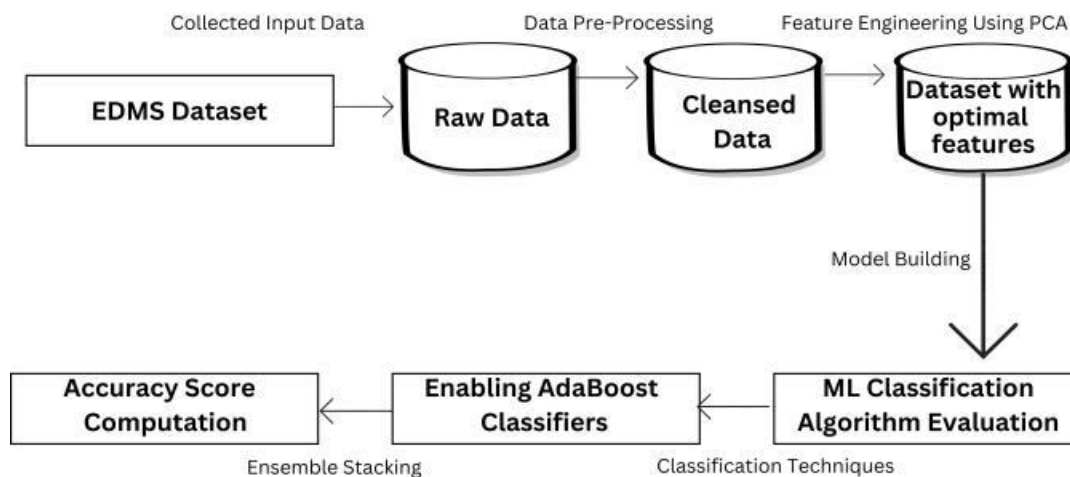 Collected Input Data
Data Pre-Processing
Feature Engineering Using PCA
EDMS Dataset
Raw Data
Cleansed
Data
Dataset with
optimal
features
Model Building
ML Classification
Algorithm Evaluation
Classification Techniques
Enabling AdaBoost
Classifiers
Ensemble Stacking
Accuracy Score
Computation